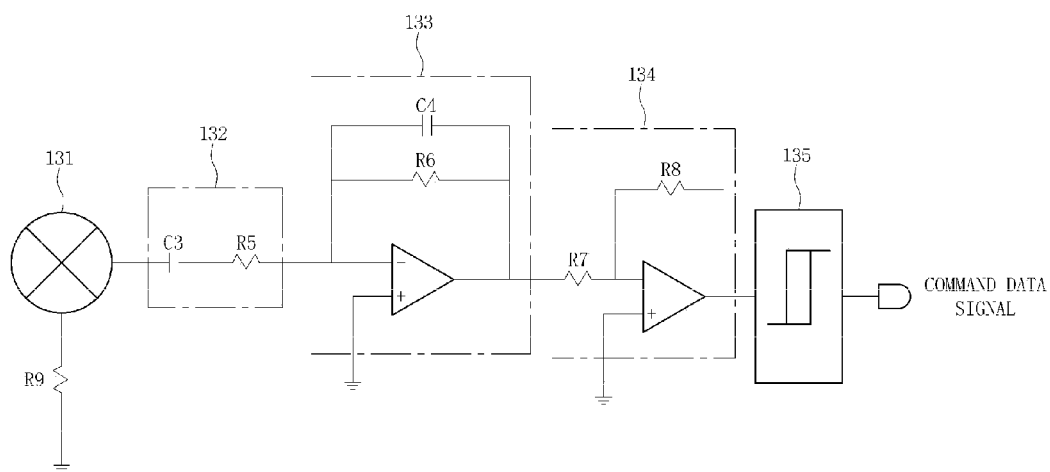 133
134
C4
132
R6
R8
131
135
C3
R5
R7
−
+
+
COMMAND DATA
SIGNAL
R9